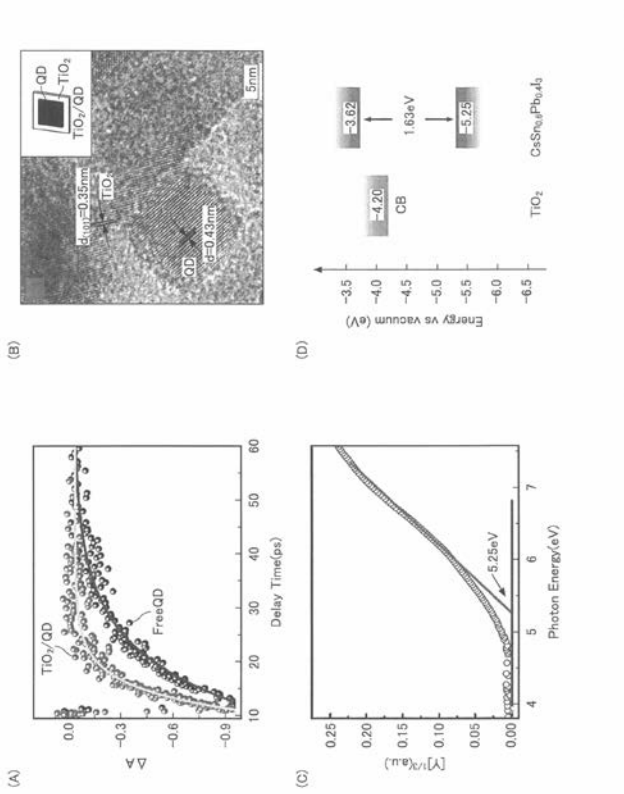 (A)
0.0
−0.3
−0.6
−0.9
ΔA
10
15
20
30
40
50
60
Delay Time(ps)
TiO₂/QD
FreeQD
(B)
QD
TiO₂
TiO₂/QD
d(101)=0.35nm
TiO₂
QD
d=0.43nm
5nm
(C)
0.25
0.20
0.15
0.10
0.05
0.00
[Y]^1/3(a.u.)
4
5
6
7
Photon Energy(eV)
5.25eV
(D)
Energy vs vacuum (eV)
−3.5
−4.0
−4.5
−5.0
−5.5
−6.0
−6.5
−4.20
CB
−3.62
1.63eV
−5.25
TiO₂
CsSn₀.₆Pb₀.₄I₃